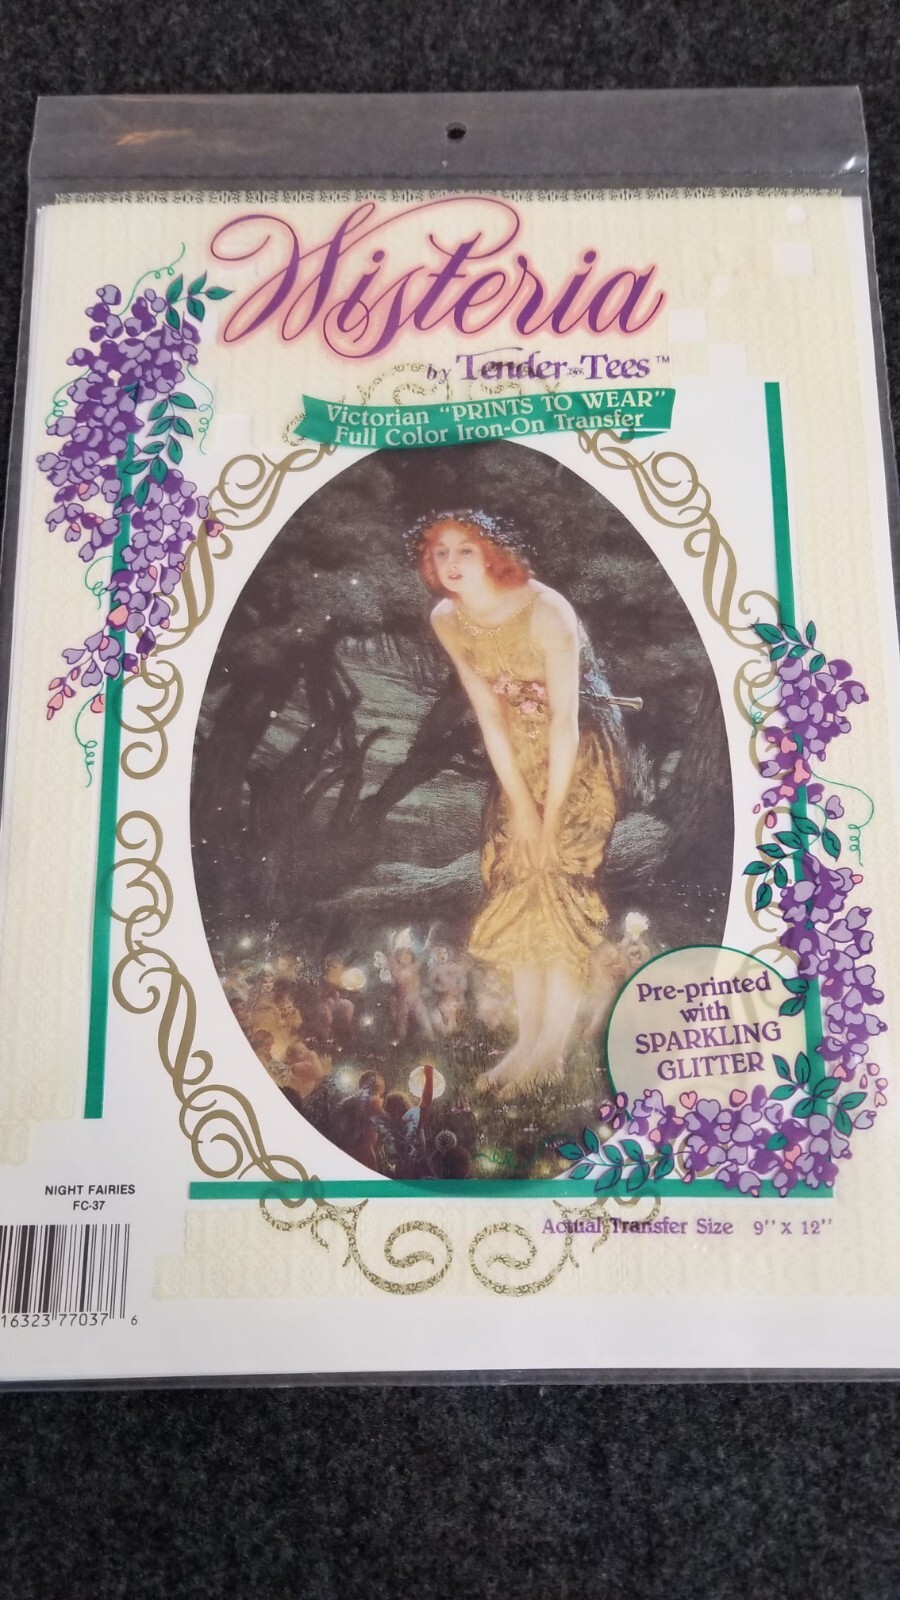 Wisteria
by Tender Tees™
Victorian "PRINTS TO WEAR"
Full Color Iron-On Transfer
Pre-printed
with
SPARKLING
GLITTER
NIGHT FAIRIES
FC-37
Actual Transfer Size 9" x 12"
16323 77037 6